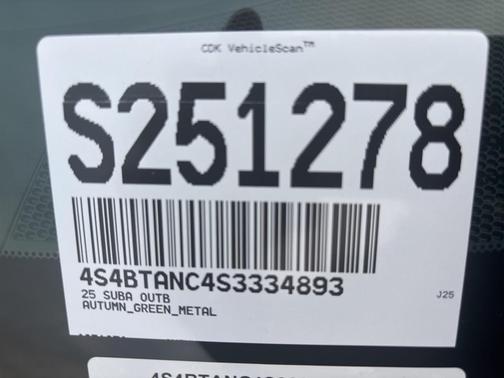 CDK VehicleScan™
S251278
4S4BTANC4S3334893
25 SUBA OUTB
J25
AUTUMN_GREEN_METAL